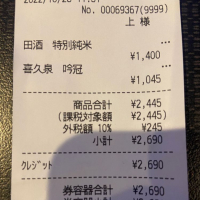 No. 00069367(9999)
上 様
田酒 特別純米 …
¥1,400
喜久泉 吟冠 …
¥1,045
商品合計 ¥2,445
(課税対象額 ¥2,445)
外税額 10% ¥245
小計 ¥2,690
クレジット ¥2,690
券容器合計 ¥2,690